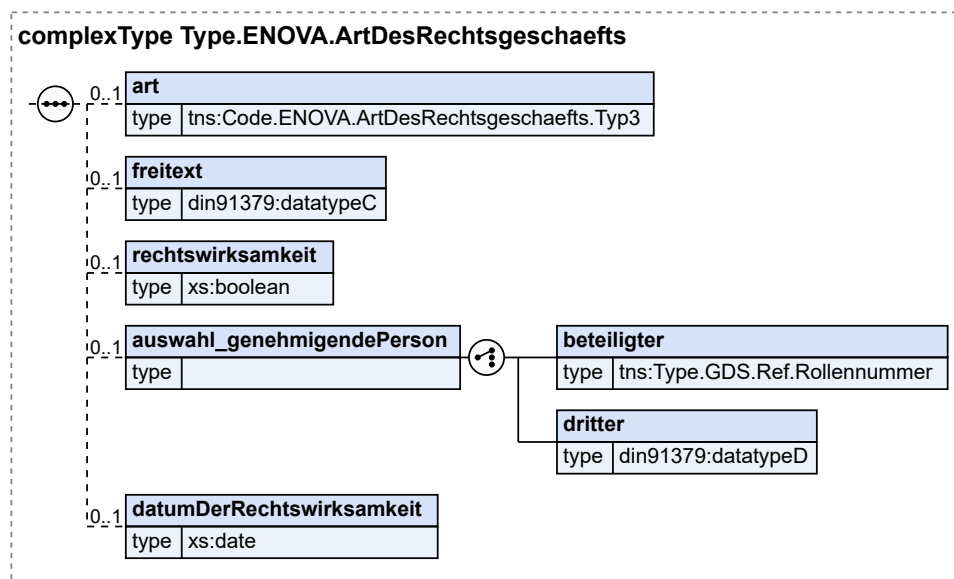 complexType Type.ENOVA.ArtDesRechtsgeschaefts
0..1 art
type tns:Code.ENOVA.ArtDesRechtsgeschaefts.Typ3
0..1 freitext
type din91379:datatypeC
0..1 rechtswirksamkeit
type xs:boolean
0..1 auswahl_genehmigendePerson
type
beteiligter
type tns:Type.GDS.Ref.Rollennummer
dritter
type din91379:datatypeD
0..1 datumDerRechtswirksamkeit
type xs:date